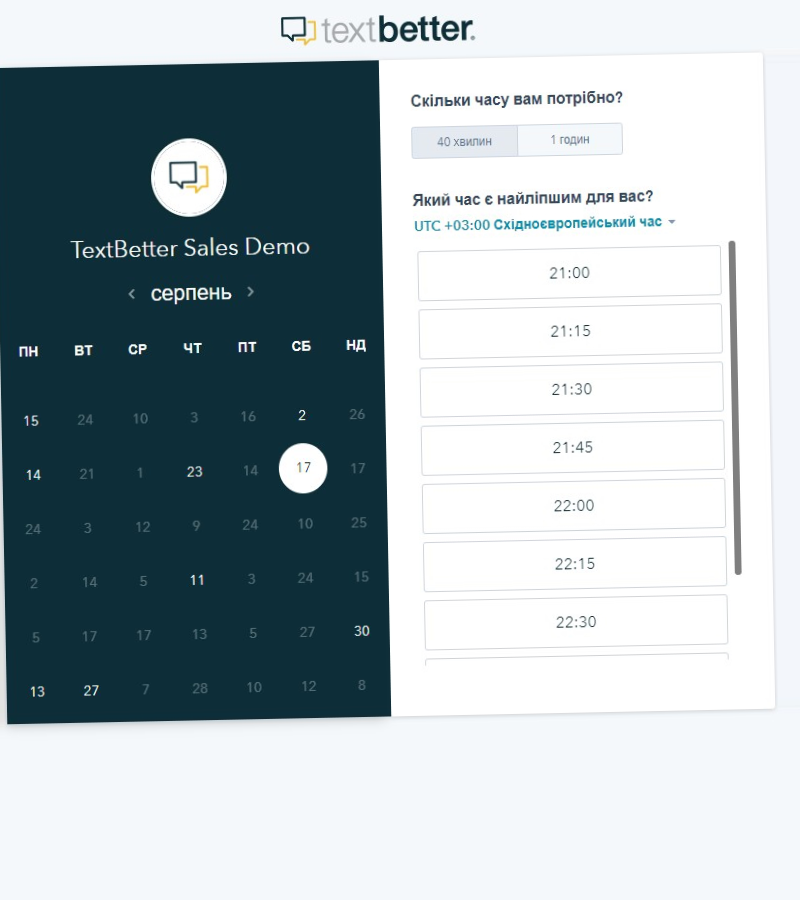 textbetter.
TextBetter Sales Demo
серпень
ПН ВТ СР ЧТ ПТ СБ НД
15 24 10 3 16 2 26
14 21 1 23 14 17 17
24 3 12 9 24 10 25
2 14 5 11 3 24 15
5 17 17 13 5 27 30
13 27 7 28 10 12 8
Скільки часу вам потрібно?
40 хвилин 1 годин
Який час є найліпшим для вас?
UTC +03:00 Східноєвропейський час
21:00
21:15
21:30
21:45
22:00
22:15
22:30